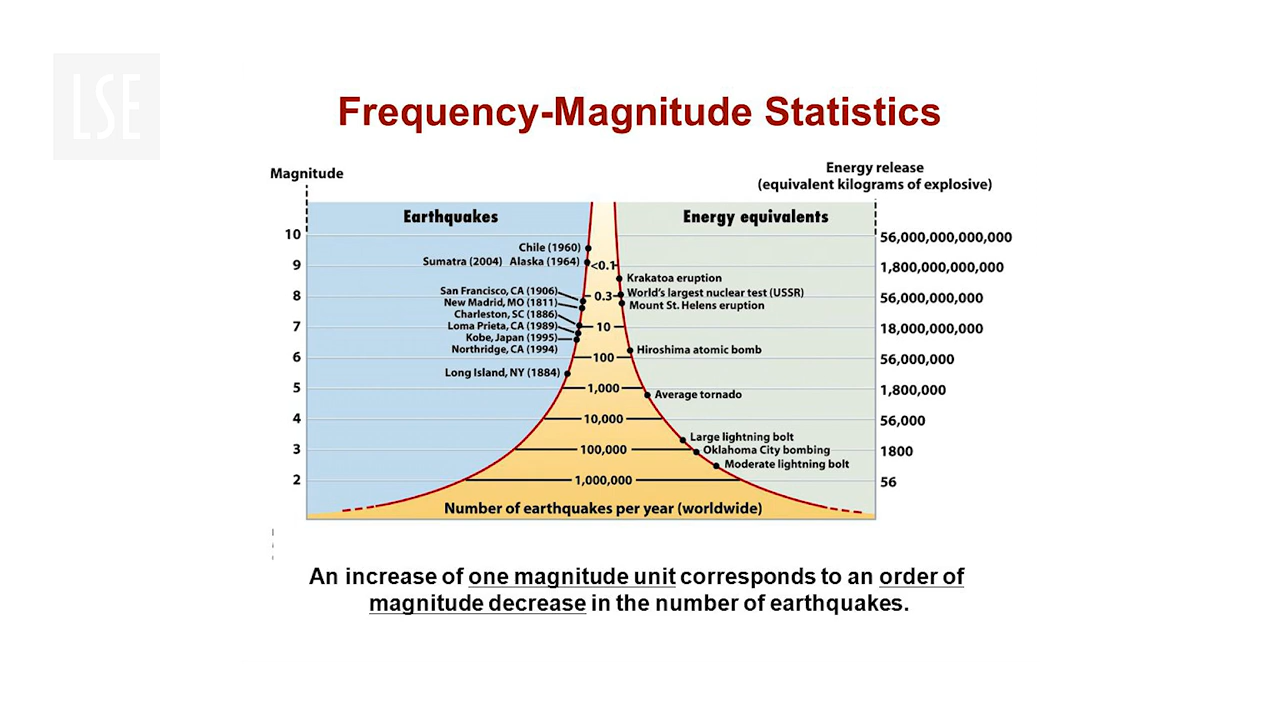 LSE
Frequency-Magnitude Statistics
Magnitude
Energy release
(equivalent kilograms of explosive)
Earthquakes
Energy equivalents
10
56,000,000,000,000
Chile (1960)
Sumatra (2004) Alaska (1964)
9
<0.1
1,800,000,000,000
Krakatoa eruption
San Francisco, CA (1906)
World's largest nuclear test (USSR)
8
0.3
56,000,000,000
New Madrid, MO (1811)
Mount St. Helens eruption
Charleston, SC (1886)
7
Loma Prieta, CA (1989)
10
18,000,000,000
Kobe, Japan (1995)
Northridge, CA (1994)
Hiroshima atomic bomb
6
100
56,000,000
Long Island, NY (1884)
5
1,000
1,800,000
Average tornado
4
10,000
56,000
Large lightning bolt
3
100,000
Oklahoma City bombing
1800
Moderate lightning bolt
2
1,000,000
56
Number of earthquakes per year (worldwide)
An increase of one magnitude unit corresponds to an order of
magnitude decrease in the number of earthquakes.